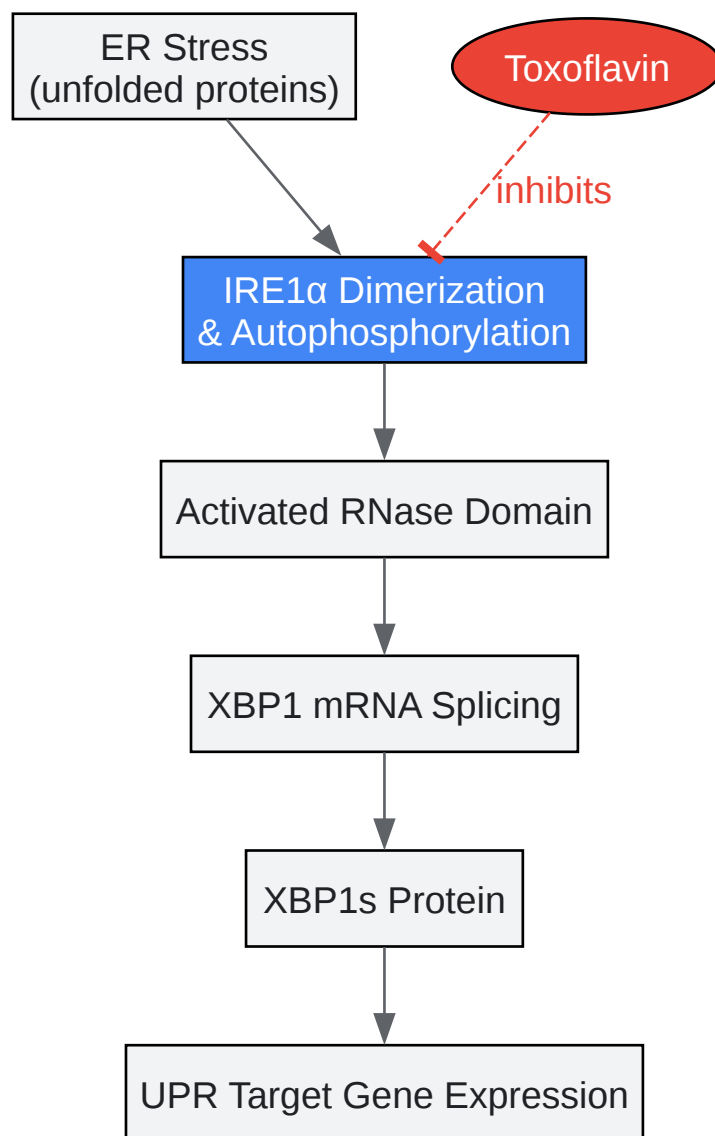 ER Stress
(unfolded proteins)
Toxoflavin
inhibits
IRE1α Dimerization
& Autophosphorylation
Activated RNase Domain
XBP1 mRNA Splicing
XBP1s Protein
UPR Target Gene Expression